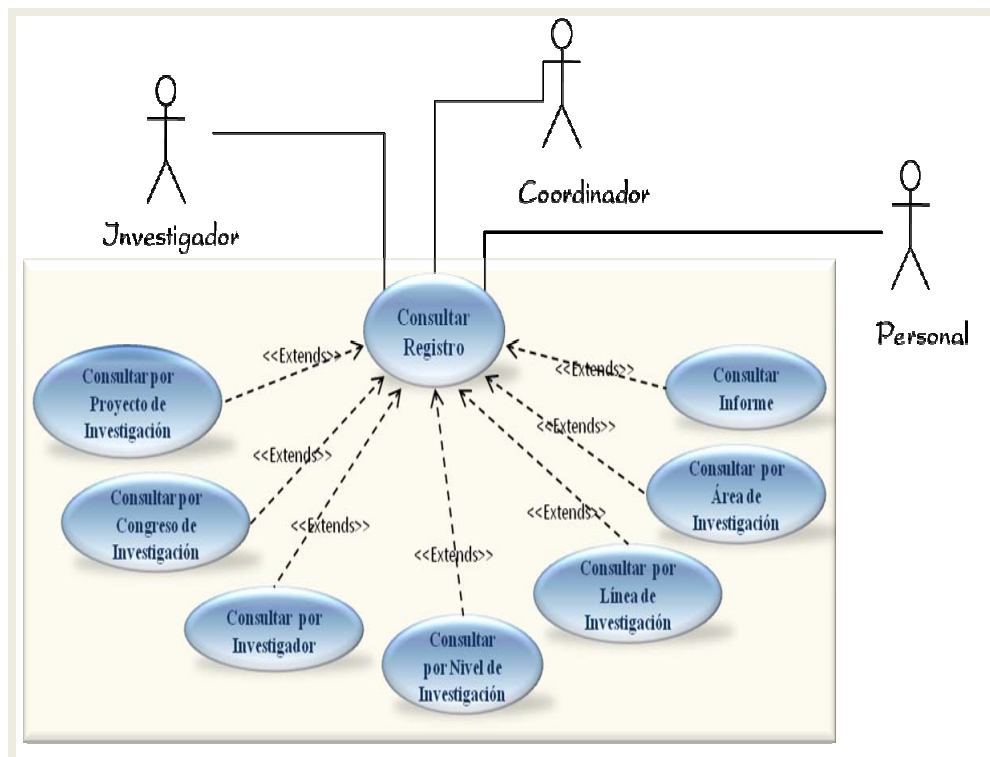 Coordinador
Investigador
Personal
Consultar
Registro
<<Extends>>
<<Extends>>
Consultar por
Proyecto de
Investigación
Consultar
Informe
<<Extends>>
<<Extends>>
Consultar por
Congreso de
Investigación
Consultar por
Área de
Investigación
<<Extends>>
<<Extends>>
<<Extends>>
Consultar por
Línea de
Investigación
Consultar por
Investigador
Consultar
por Nivel de
Investigación